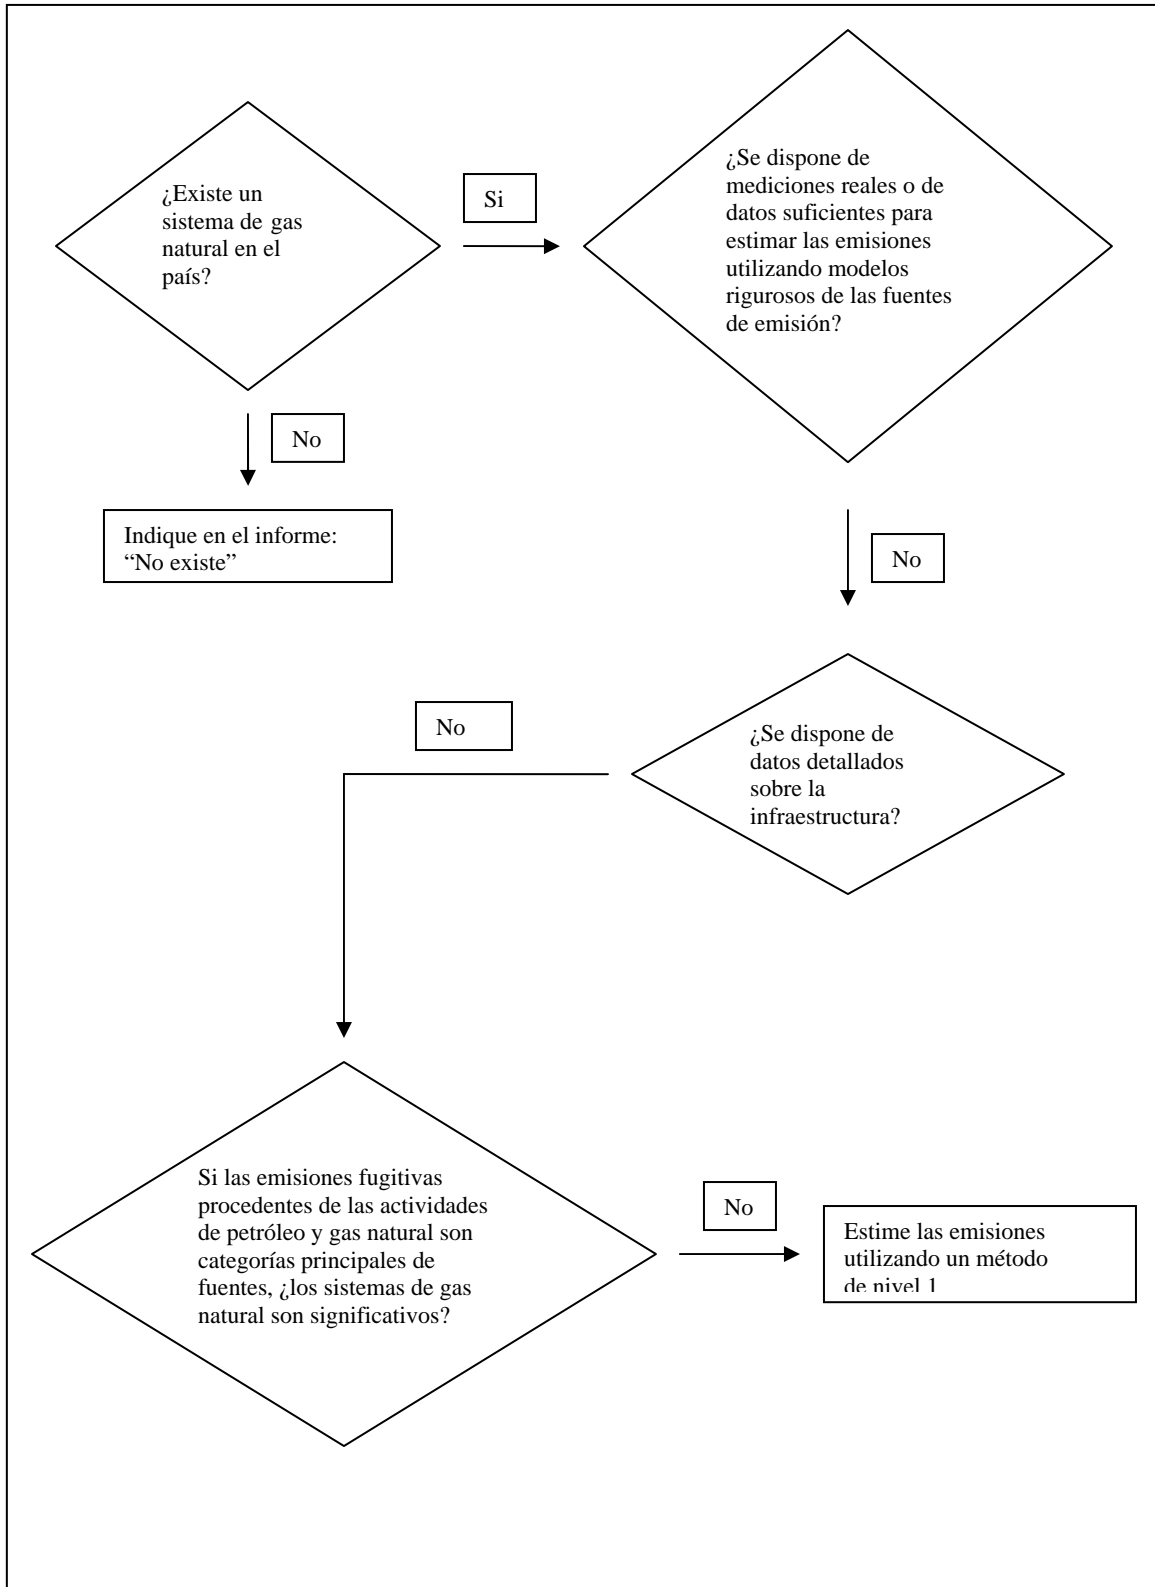 ¿Existe un
sistema de gas
natural en el
país?
Si
¿Se dispone de
mediciones reales o de
datos suficientes para
estimar las emisiones
utilizando modelos
rigurosos de las fuentes
de emisión?
No
Indique en el informe:
“No existe”
No
¿Se dispone de
datos detallados
sobre la
infraestructura?
No
Si las emisiones fugitivas
procedentes de las actividades
de petróleo y gas natural son
categorías principales de
fuentes, ¿los sistemas de gas
natural son significativos?
No
Estime las emisiones
utilizando un método
de nivel 1